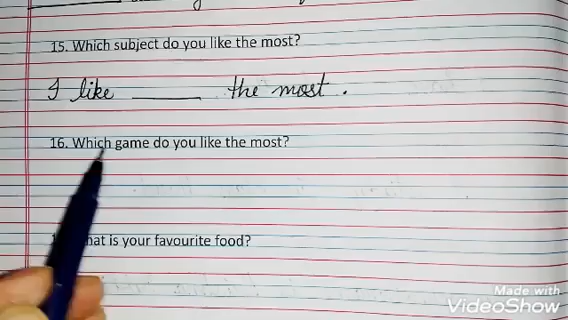 15. Which subject do you like the most?
I like ______ the most.
16. Which game do you like the most?
hat is your favourite food?
Made with
VideoShow